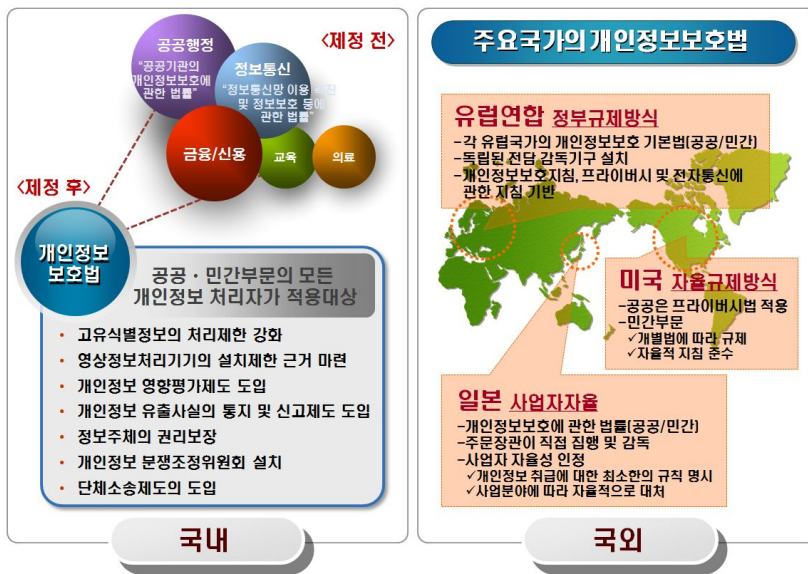 <제정 전>
공공행정
"공공기관의
개인정보보호에
관한 법률"
정보통신
"정보통신망 이용
및 정보보호 등에
관한 법률"
금융/신용
교육
의료
<제정 후>
개인정보
보호법
공공·민간부문의 모든
개인정보 처리자가 적용대상
• 고유식별정보의 처리제한 강화
• 영상정보처리기기의 설치제한 근거 마련
• 개인정보 영향평가제도 도입
• 개인정보 유출사실의 통지 및 신고제도 도입
• 정보주체의 권리보장
• 개인정보 분쟁조정위원회 설치
• 단체소송제도의 도입
국내
주요국가의 개인정보보호법
유럽연합 정부규제방식
-각 유럽국가의 개인정보보호 기본법(공공/민간)
-독립된 전담 감독기구 설치
-개인정보보호지침, 프라이버시 및 전자통신에
관한 지침 기반
미국 자율규제방식
-공공은 프라이버시법 적용
-민간부문
✓개별법에 따라 규제
✓자율적 지침 준수
일본 사업자자율
-개인정보보호에 관한 법률(공공/민간)
-주문장관이 직접 집행 및 감독
-사업자 자율성 인정
✓개인정보 취급에 대한 최소한의 규칙 명시
✓사업분야에 따라 자율적으로 대처
국외